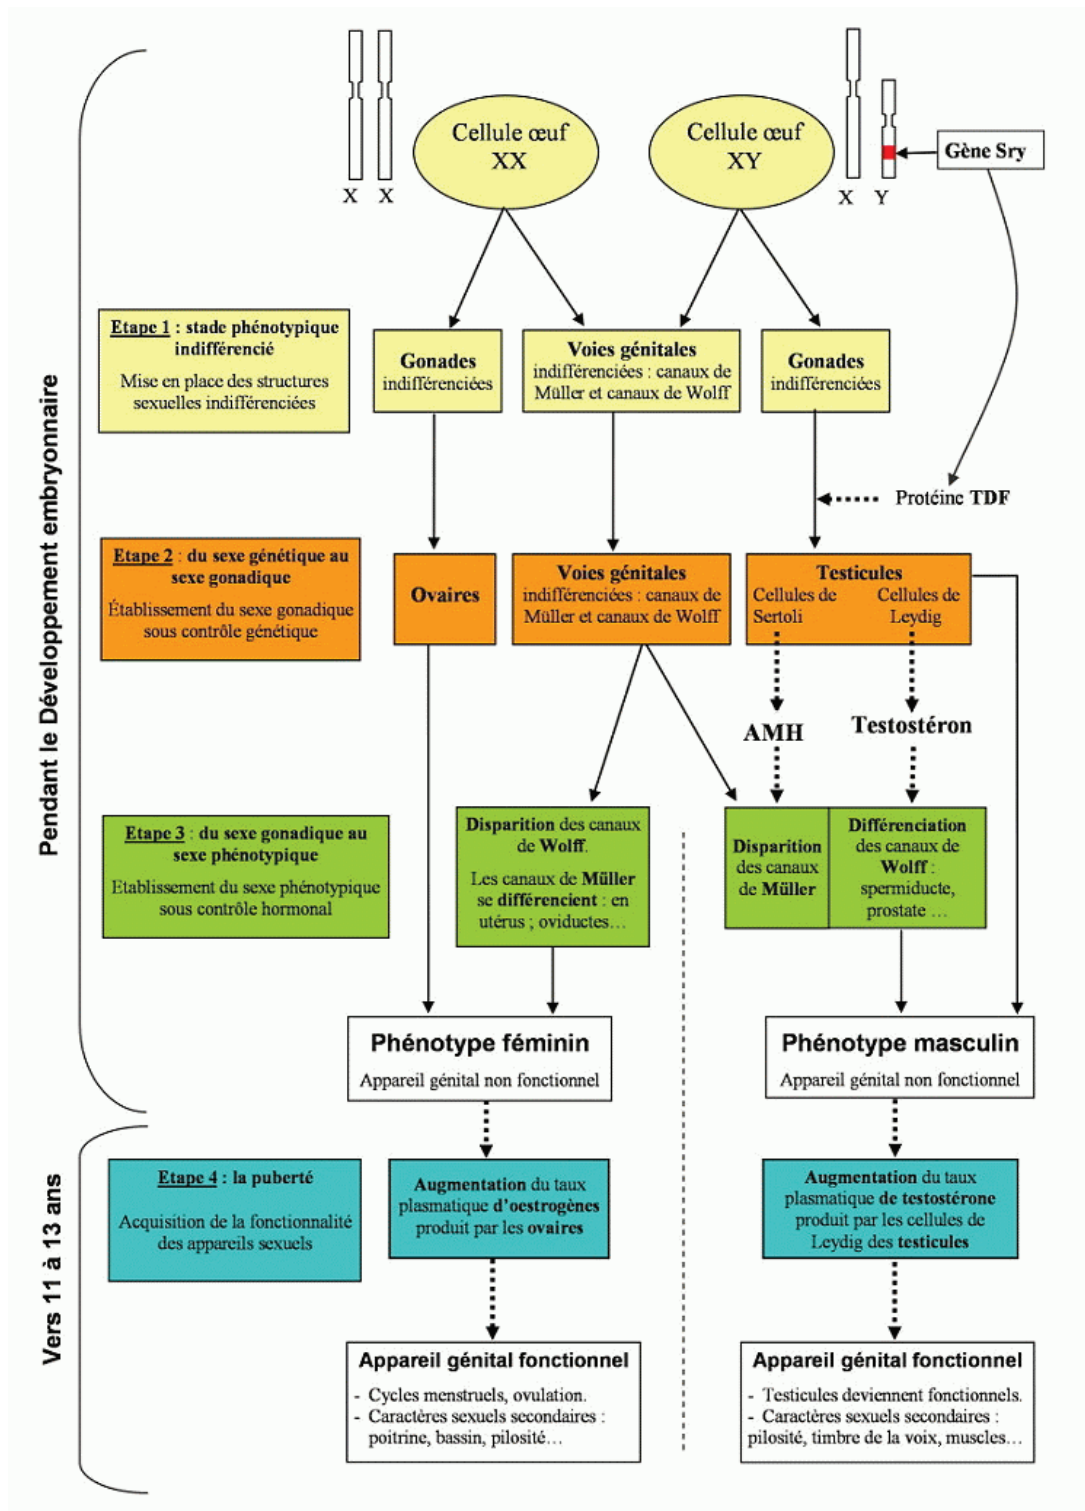 Cellule œuf
XX
Cellule œuf
XY
Gène Sry
X
X
X
Y
Etape 1 : stade phénotypique
indifférencié
Mise en place des structures
sexuelles indifférenciées
Gonades
indifférenciées
Voies génitales
indifférenciées : canaux de
Müller et canaux de Wolff
Gonades
indifférenciées
Protéine TDF
Pendant le Développement embryonnaire
Etape 2 : du sexe génétique au
sexe gonadique
Établissement du sexe gonadique
sous contrôle génétique
Ovaires
Voies génitales
indifférenciées : canaux de
Müller et canaux de Wolff
Testicules
Cellules de
Sertoli
Cellules de
Leydig
AMH
Testostéron
Etape 3 : du sexe gonadique au
sexe phénotypique
Etablissement du sexe phénotypique
sous contrôle hormonal
Disparition des canaux
de Wolff.
Les canaux de Müller
se différencient : en
utérus ; oviductes…
Disparition
des canaux
de Müller
Différenciation
des canaux de
Wolff :
spermiducte,
prostate …
Phénotype féminin
Appareil génital non fonctionnel
Phénotype masculin
Appareil génital non fonctionnel
Vers 11 à 13 ans
Etape 4 : la puberté
Acquisition de la fonctionnalité
des appareils sexuels
Augmentation du taux
plasmatique d'oestrogènes
produit par les ovaires
Augmentation du taux
plasmatique de testostérone
produit par les cellules de
Leydig des testicules
Appareil génital fonctionnel
- Cycles menstruels, ovulation.
- Caractères sexuels secondaires :
poitrine, bassin, pilosité…
Appareil génital fonctionnel
- Testicules deviennent fonctionnels.
- Caractères sexuels secondaires :
pilosité, timbre de la voix, muscles…